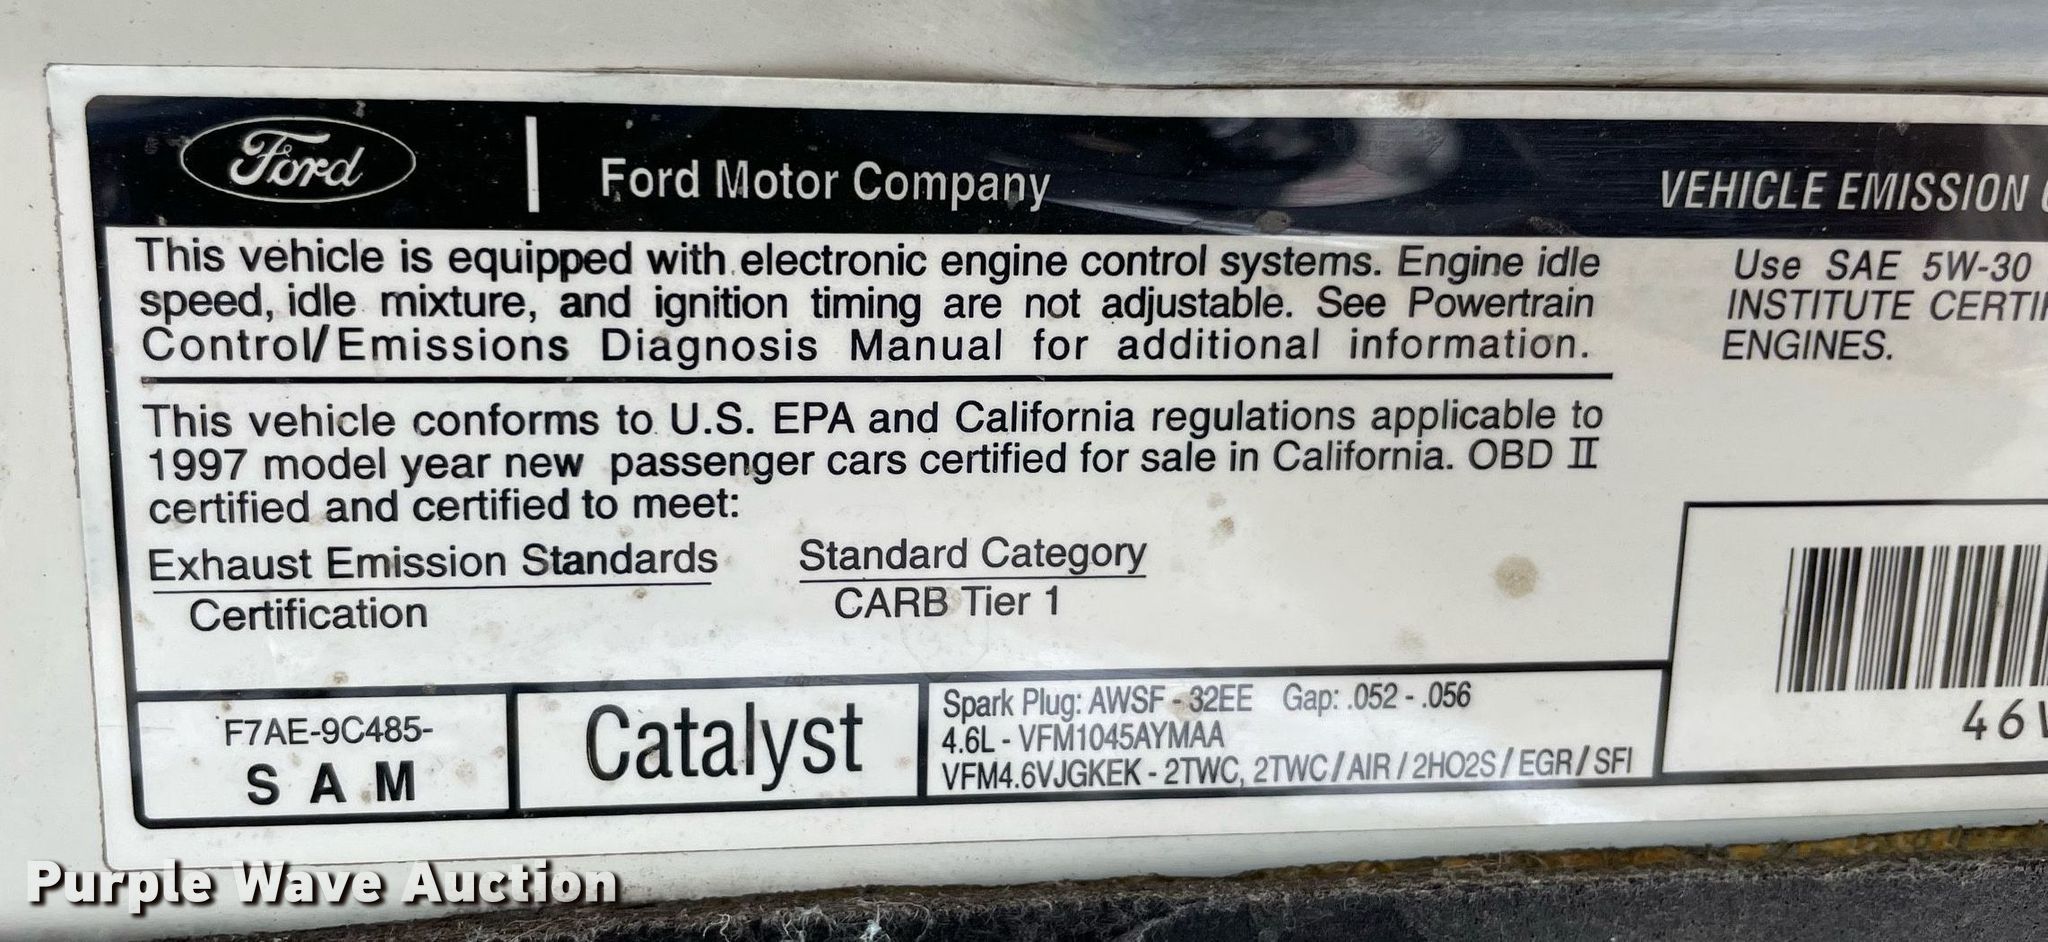 Ford
Ford Motor Company
VEHICLE EMISSION
This vehicle is equipped with electronic engine control systems. Engine idle
speed, idle mixture, and ignition timing are not adjustable. See Powertrain
Control/Emissions Diagnosis Manual for additional information.
This vehicle conforms to U.S. EPA and California regulations applicable to
1997 model year new passenger cars certified for sale in California. OBD II
certified and certified to meet:
Exhaust Emission Standards Standard Category
Certification CARB Tier 1
Use SAE 5W-30
INSTITUTE
ENGINES.
F7AE-9C485-
S A M
Catalyst
Spark Plug: AWSF - 32EE Gap: .052 - .056
4.6L - VFM1045AYMAA
VFM4.6VJGKEK - 2TWC, 2TWC/AIR/2HO2S/EGR/SFI
46
Purple Wave Auction